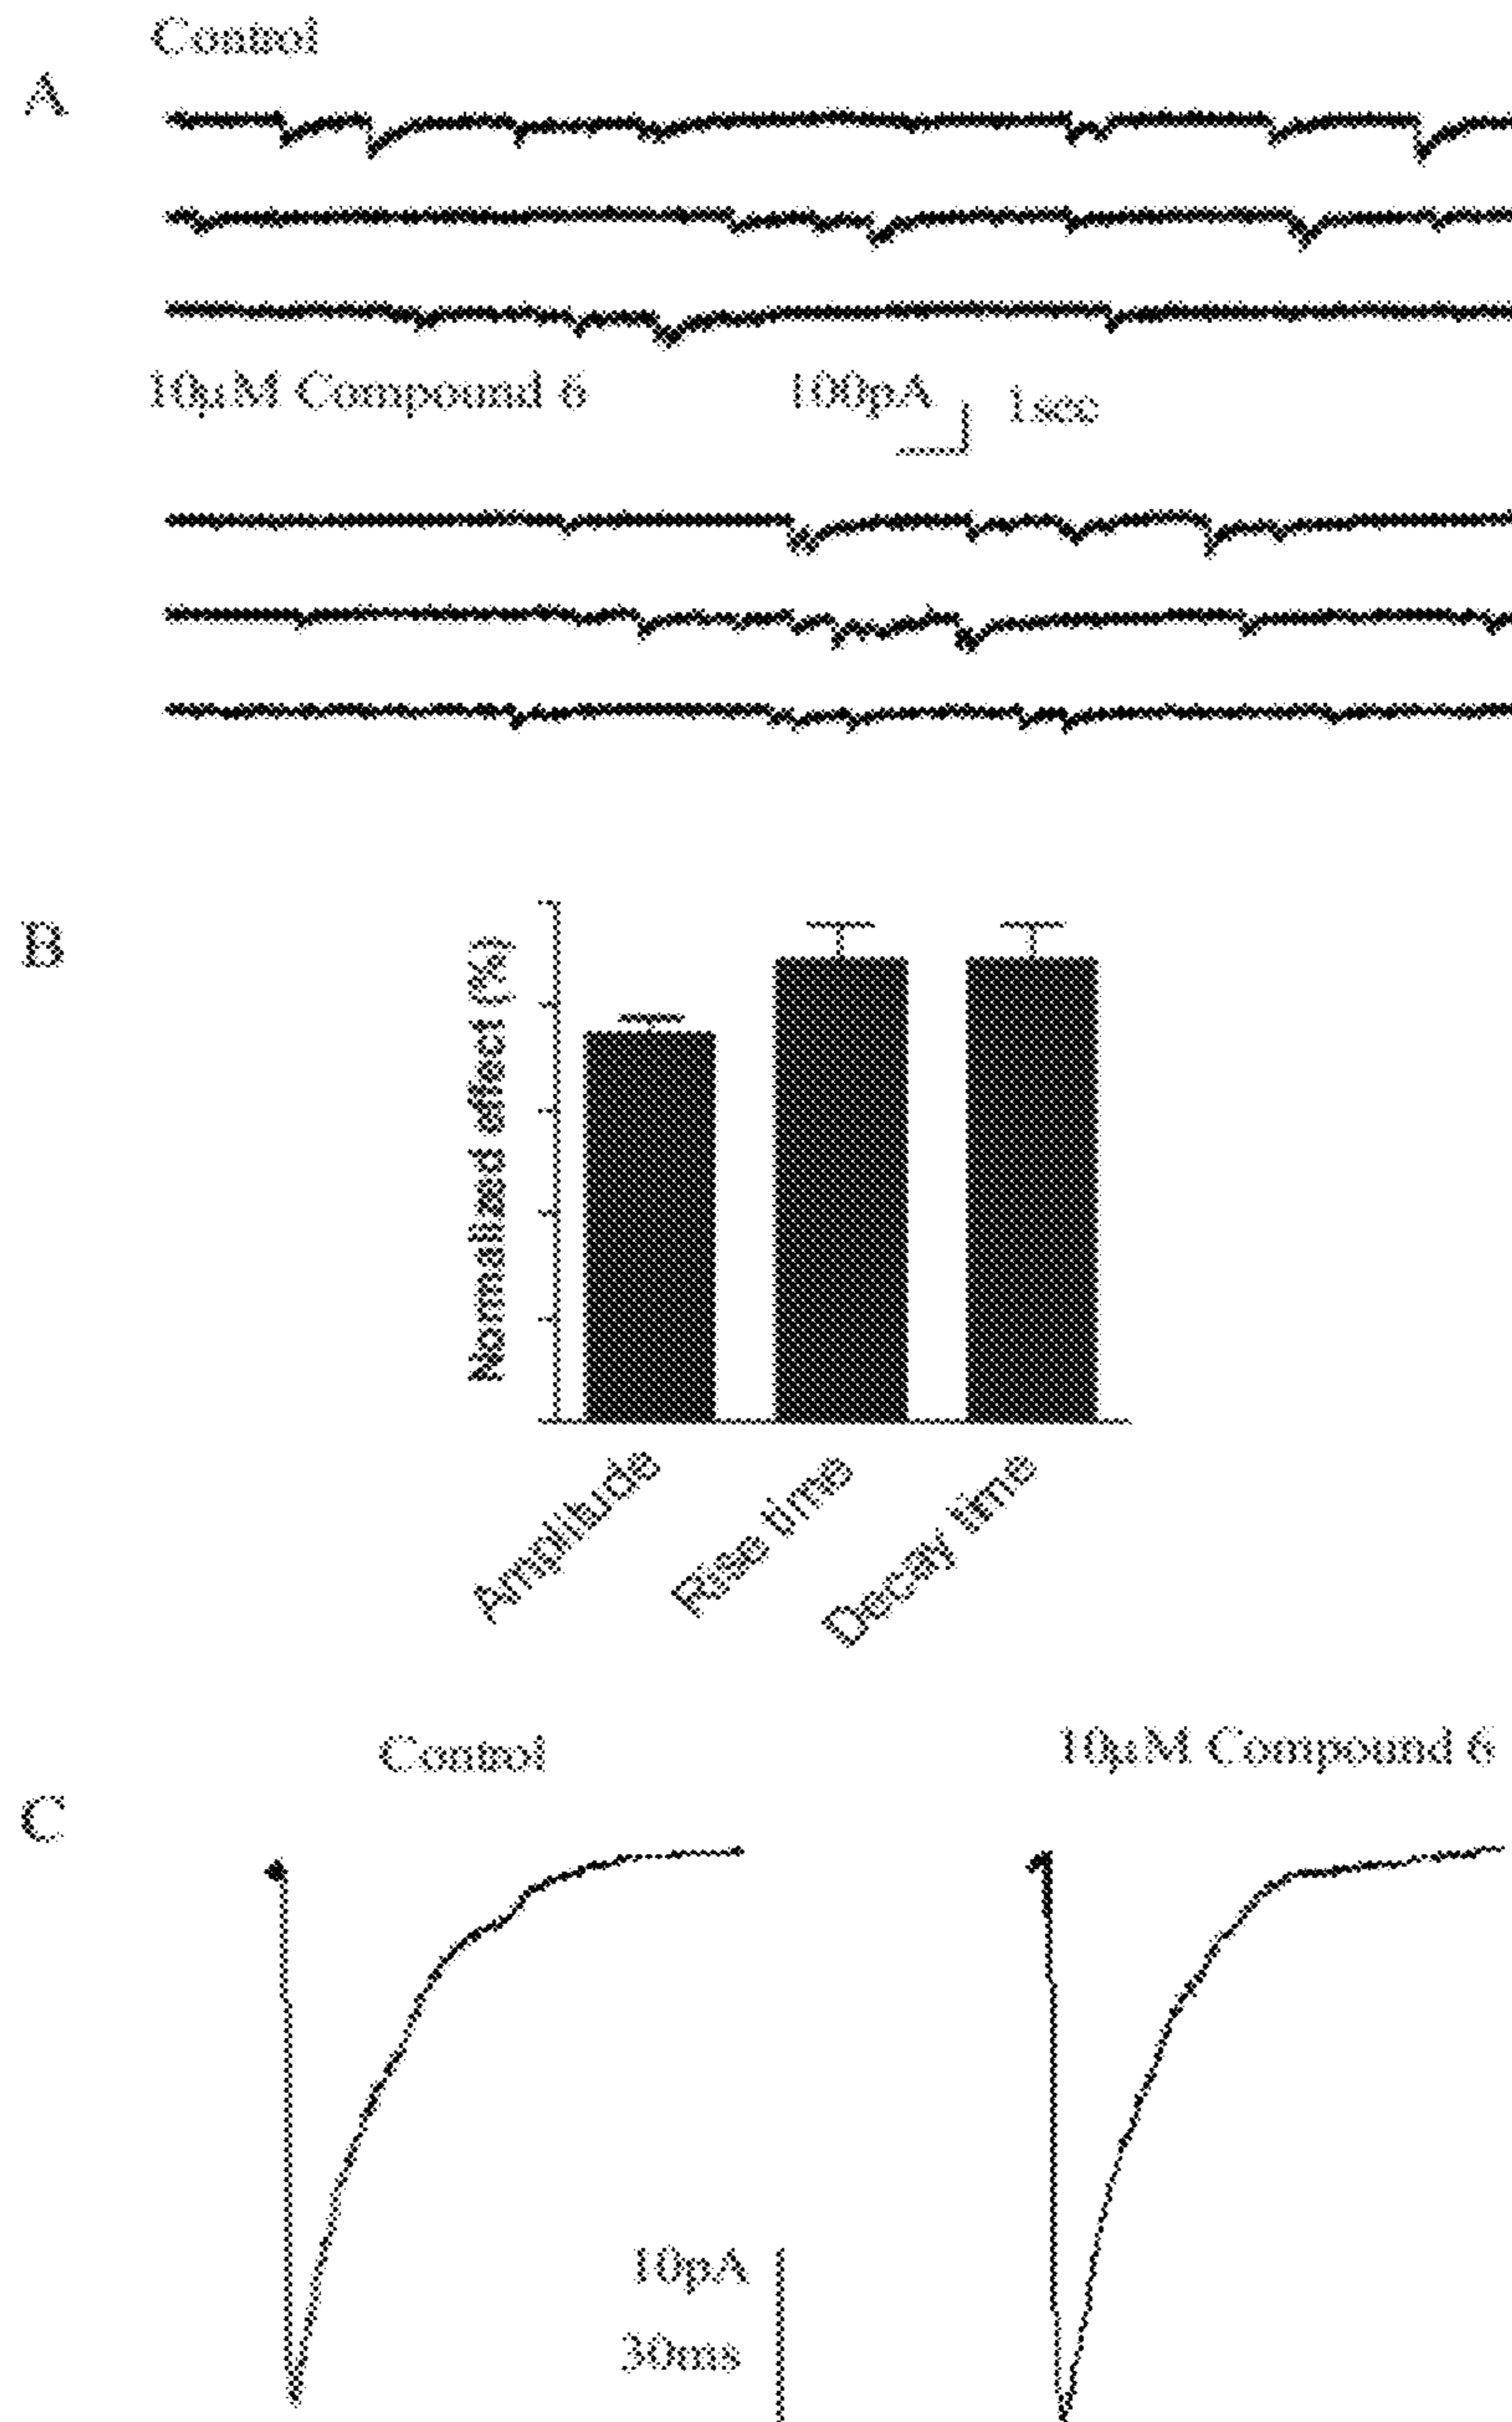 Control
A
10µM Compound 6
100pA
1sec
B
Normalized effect (%)
Amplitude
Rise time
Decay time
Control
10µM Compound 6
C
10pA
30ms